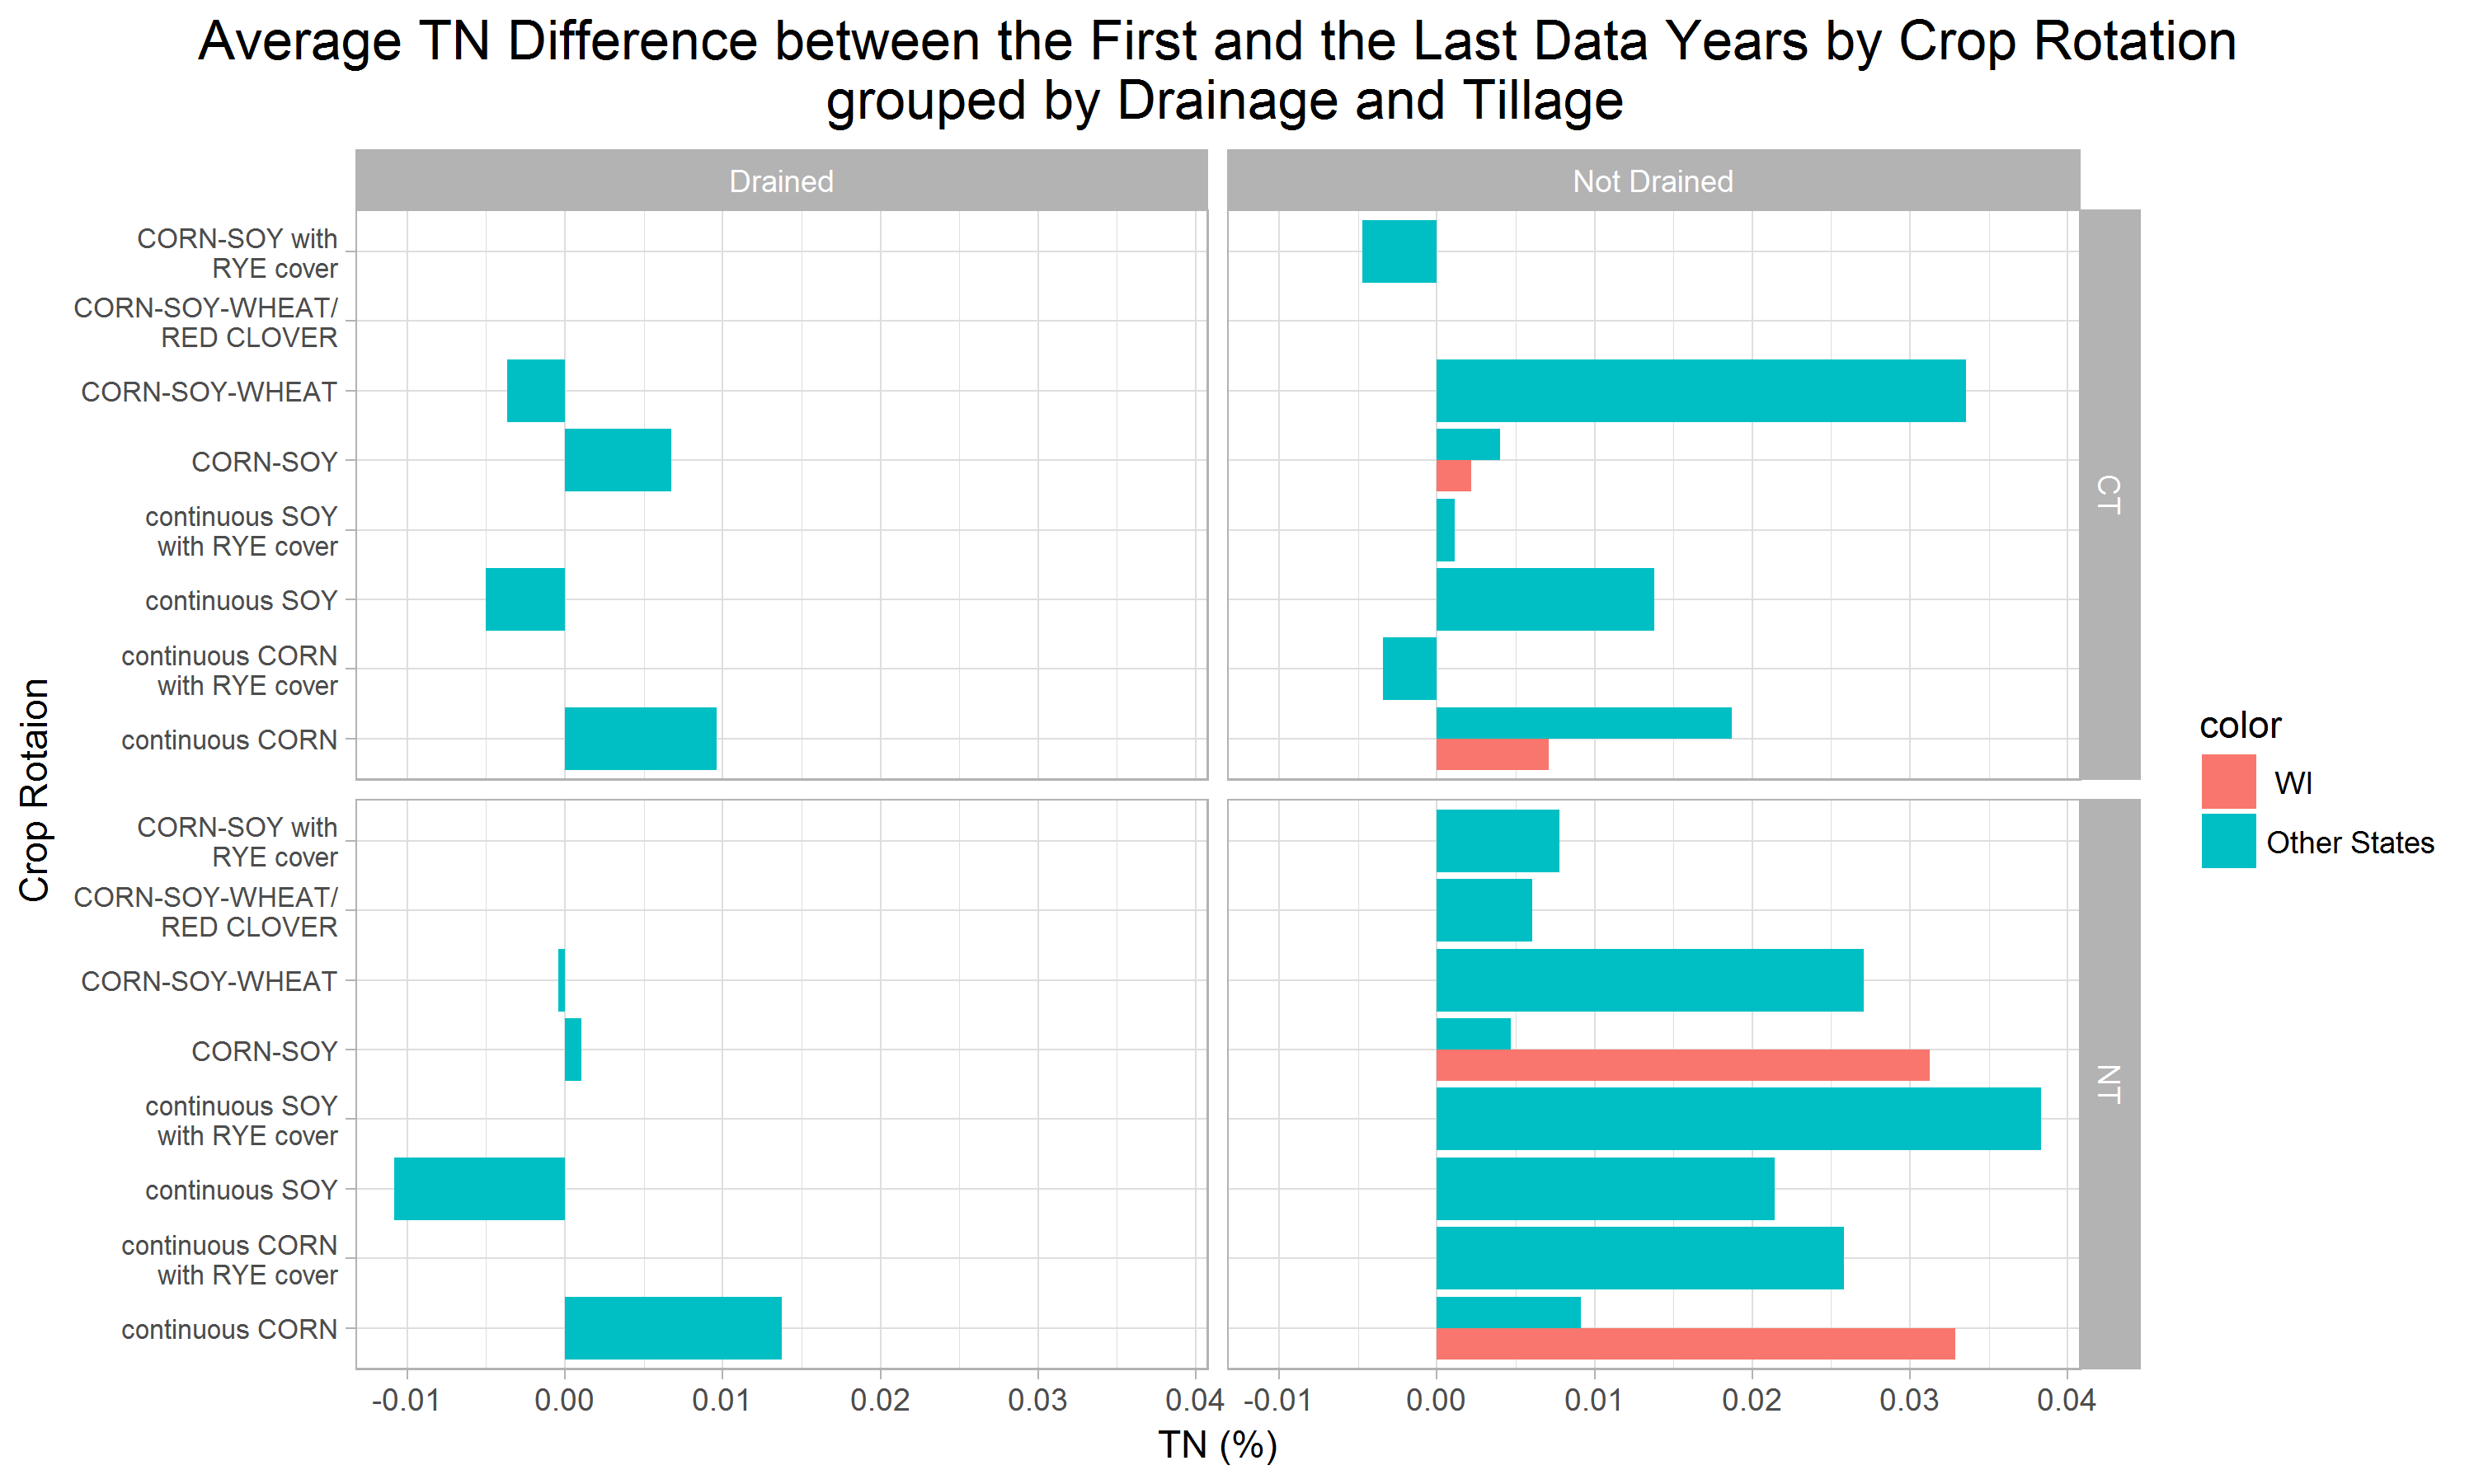 Average TN Difference between the First and the Last Data Years by Crop Rotation
grouped by Drainage and Tillage
Drained
Not Drained
CORN-SOY with
RYE cover
CORN-SOY-WHEAT/
RED CLOVER
CORN-SOY-WHEAT
CORN-SOY
continuous SOY
with RYE cover
continuous SOY
continuous CORN
with RYE cover
continuous CORN
CT
CORN-SOY with
RYE cover
CORN-SOY-WHEAT/
RED CLOVER
CORN-SOY-WHEAT
CORN-SOY
continuous SOY
with RYE cover
continuous SOY
continuous CORN
with RYE cover
continuous CORN
NT
Crop Rotaion
-0.01 0.00 0.01 0.02 0.03 0.04
-0.01 0.00 0.01 0.02 0.03 0.04
TN (%)
color
WI
Other States